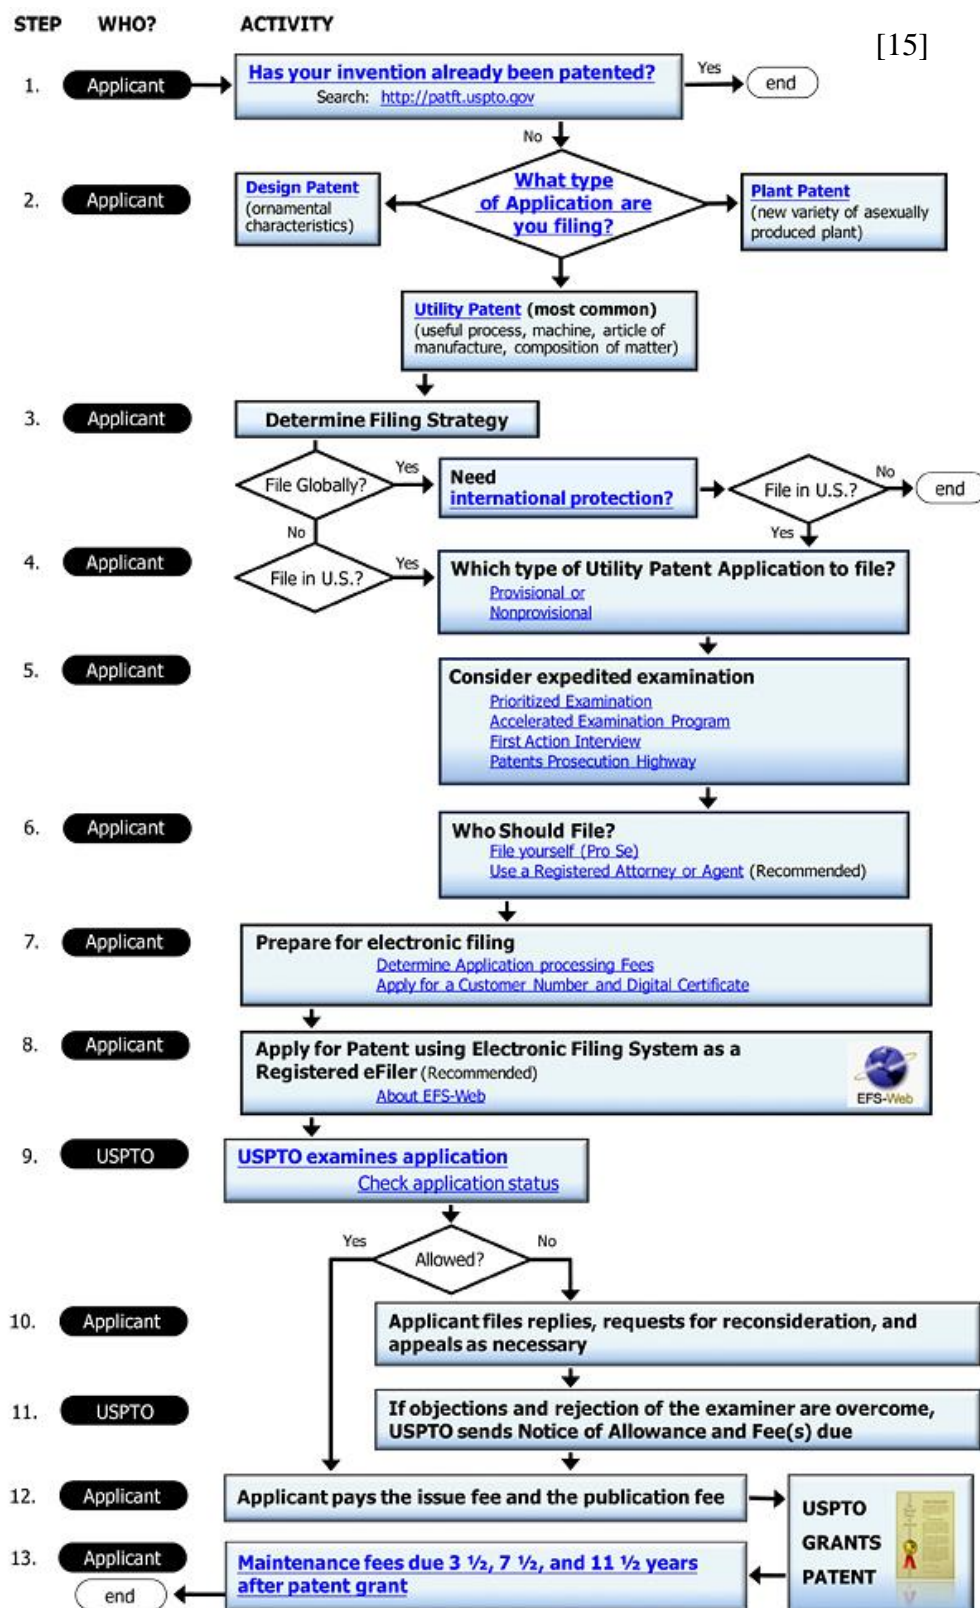 STEP WHO? ACTIVITY
[15]
1. Applicant
Has your invention already been patented?
Search: http://patft.uspto.gov
Yes
end
No
2. Applicant
Design Patent
(ornamental
characteristics)
What type
of Application are
you filing?
Plant Patent
(new variety of asexually
produced plant)
Utility Patent (most common)
(useful process, machine, article of
manufacture, composition of matter)
3. Applicant
Determine Filing Strategy
File Globally?
Yes
Need
international protection?
File in U.S.?
No
end
No
Yes
4. Applicant
File in U.S.?
Yes
Which type of Utility Patent Application to file?
Provisional or
Nonprovisional
5. Applicant
Consider expedited examination
Prioritized Examination
Accelerated Examination Program
First Action Interview
Patents Prosecution Highway
6. Applicant
Who Should File?
File yourself (Pro Se)
Use a Registered Attorney or Agent (Recommended)
7. Applicant
Prepare for electronic filing
Determine Application processing Fees
Apply for a Customer Number and Digital Certificate
8. Applicant
Apply for Patent using Electronic Filing System as a
Registered eFiler (Recommended)
About EFS-Web
EFS-Web
9. USPTO
USPTO examines application
Check application status
Yes
Allowed?
No
10. Applicant
Applicant files replies, requests for reconsideration, and
appeals as necessary
11. USPTO
If objections and rejection of the examiner are overcome,
USPTO sends Notice of Allowance and Fee(s) due
12. Applicant
Applicant pays the issue fee and the publication fee
USPTO
GRANTS
PATENT
13. Applicant
Maintenance fees due 3 ½, 7 ½, and 11 ½ years
after patent grant
end